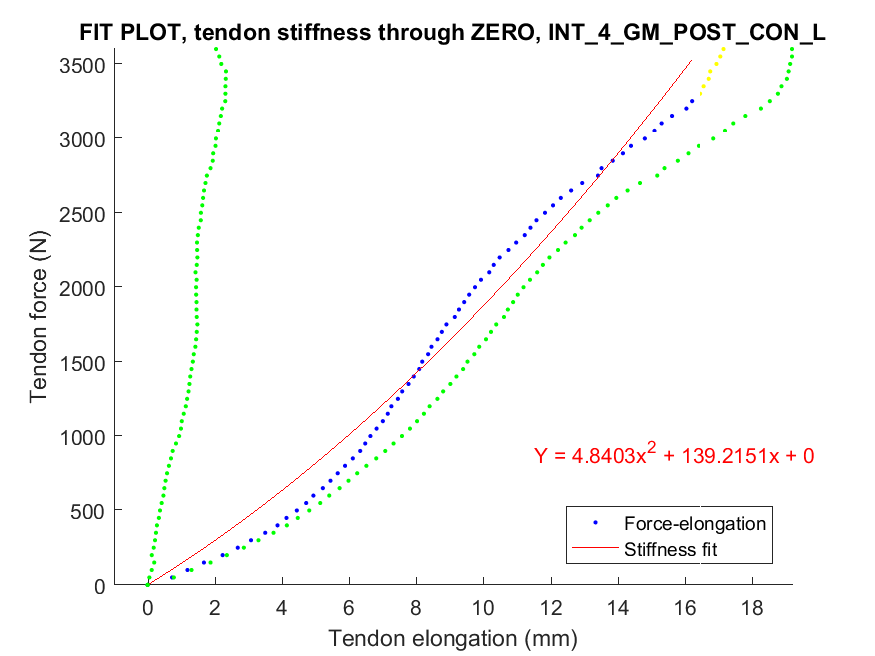 FIT PLOT, tendon stiffness through ZERO, INT_4_GM_POST_CON_L
3500
3000
2500
2000
1500
1000
500
0
Tendon force (N)
Y = 4.8403x² + 139.2151x + 0
Force-elongation
Stiffness fit
0 2 4 6 8 10 12 14 16 18
Tendon elongation (mm)